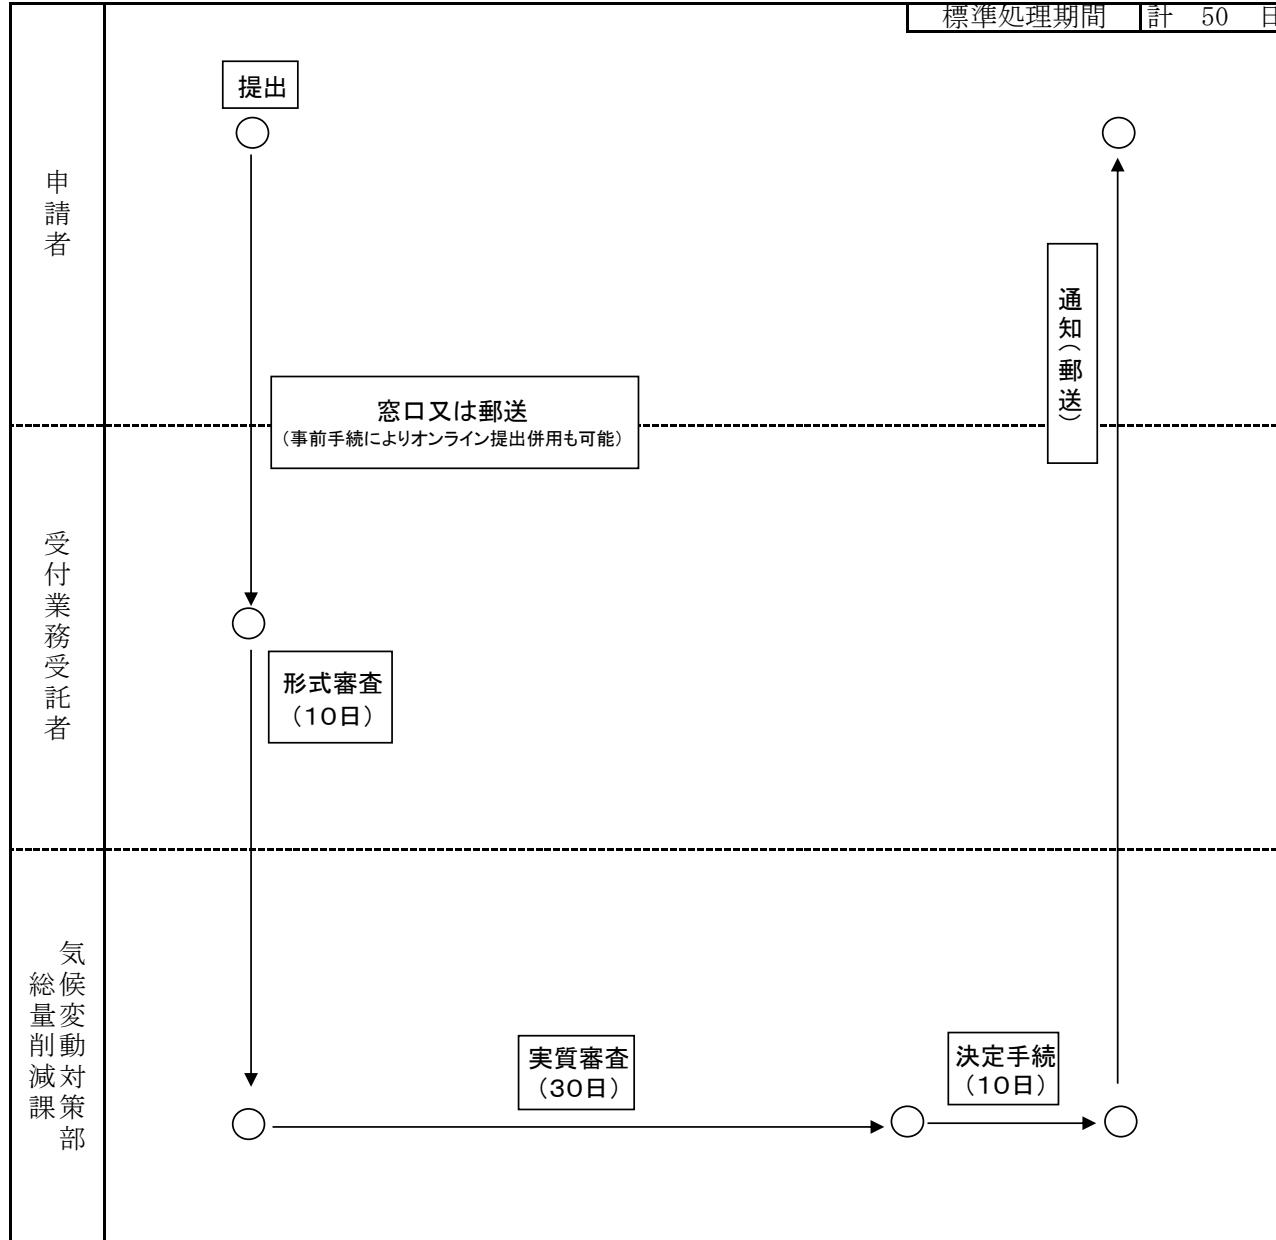 標準処理期間 計 50 日
提出
申請者
通知(郵送)
窓口又は郵送
(事前手続によりオンライン提出併用も可能)
受付業務受託者
形式審査
(10日)
気候変動対策部
総量削減課
実質審査
(30日)
決定手続
(10日)